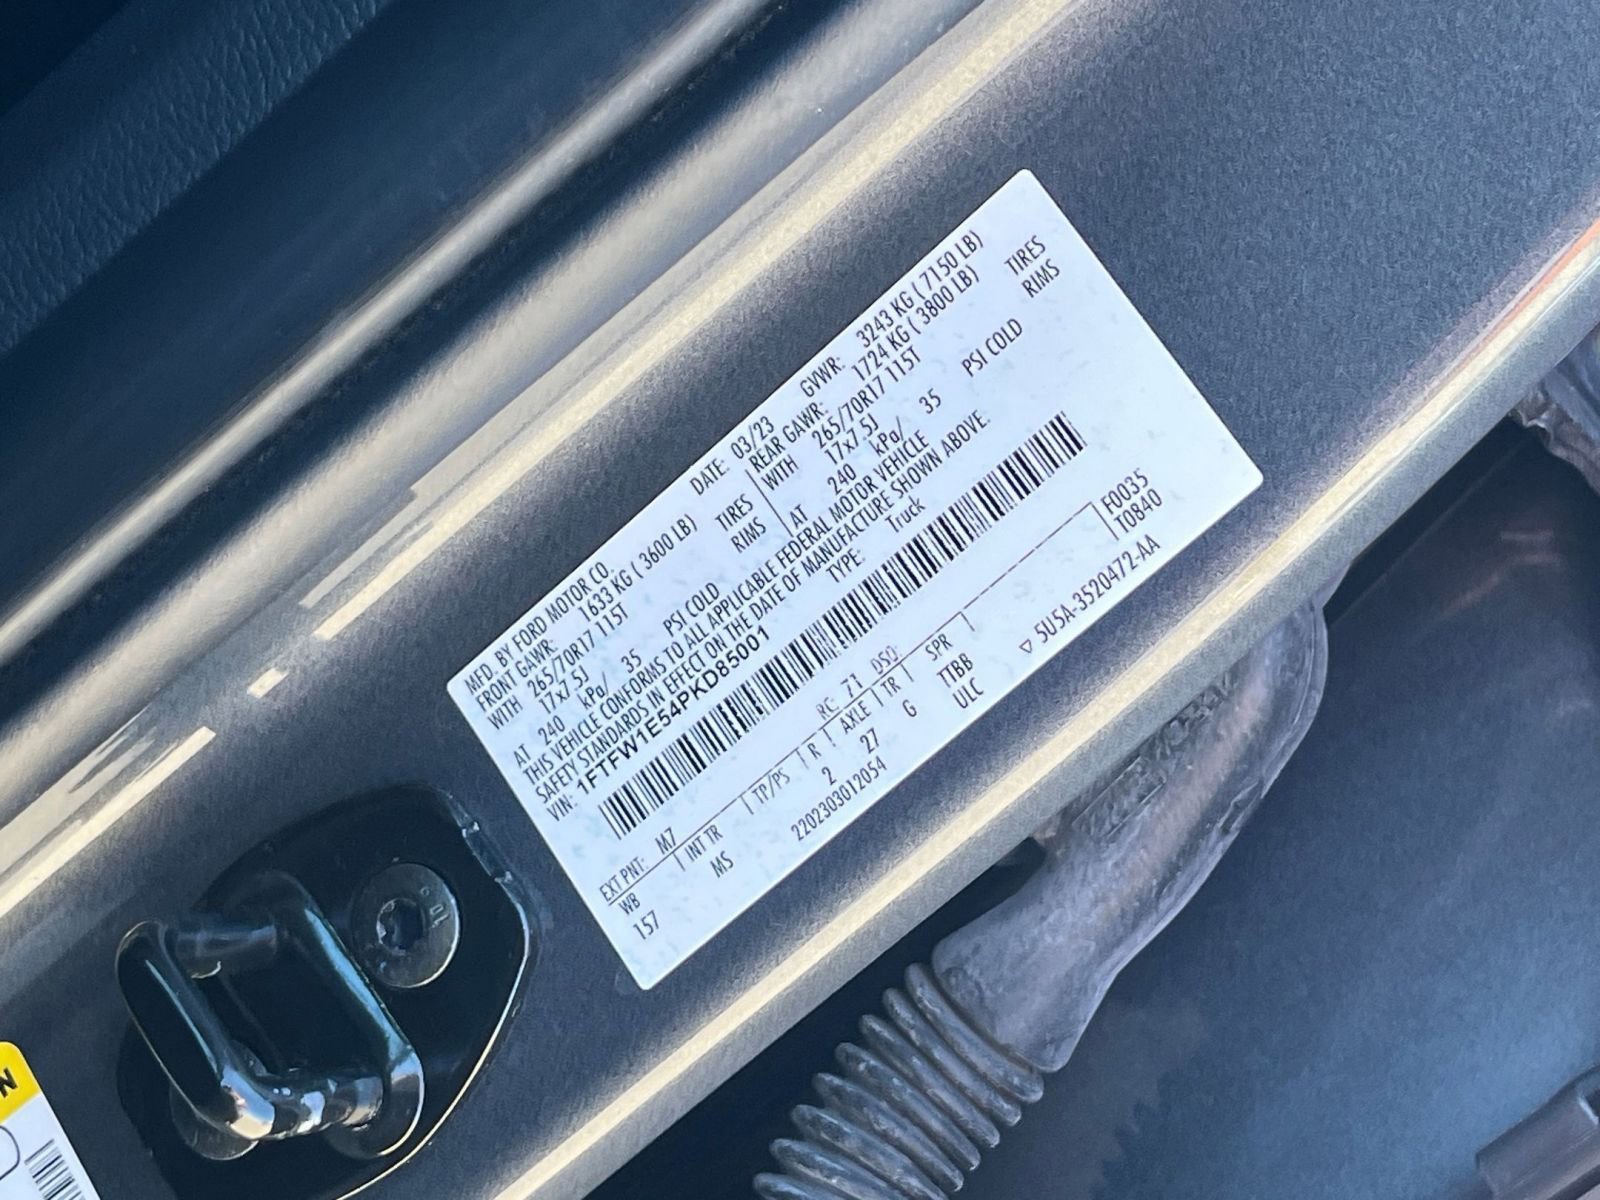 MFD. BY FORD MOTOR CO. DATE: 03/23 GVWR: 3243 KG ( 7150 LB)
FRONT GAWR: 1633 KG ( 3600 LB) REAR GAWR: 1724 KG ( 3800 LB)
WITH 265/70R17 115T TIRES WITH 265/70R17 115T TIRES
17x7.5J RIMS 17x7.5J RIMS
AT 240 kPa/ 35 PSI COLD AT 240 kPa/ 35 PSI COLD
THIS VEHICLE CONFORMS TO ALL APPLICABLE FEDERAL MOTOR VEHICLE
SAFETY STANDARDS IN EFFECT ON THE DATE OF MANUFACTURE SHOWN ABOVE.
VIN: 1FTFW1E54PKD85001 TYPE: Truck
EXT PNT: M7 RC: 71 DSO: F0035
WB INT TR TP/PS R AXLE TR SPR T0840
157 MS 2 27 G TTBB
2202303012054 ULC ▽ 5U5A-3520472-AA
N